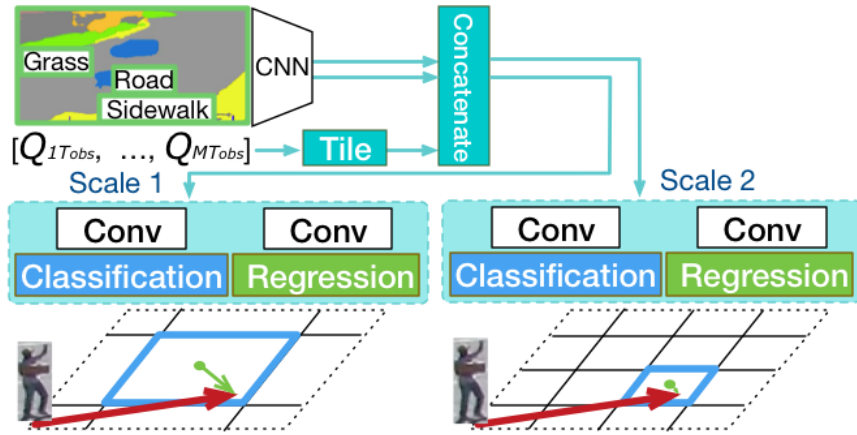 Grass
Road
Sidewalk
CNN
Concatenate
[Q1Tobs, ..., QMTobs]
Tile
Scale 1
Scale 2
Conv Conv
Classification Regression
Conv Conv
Classification Regression